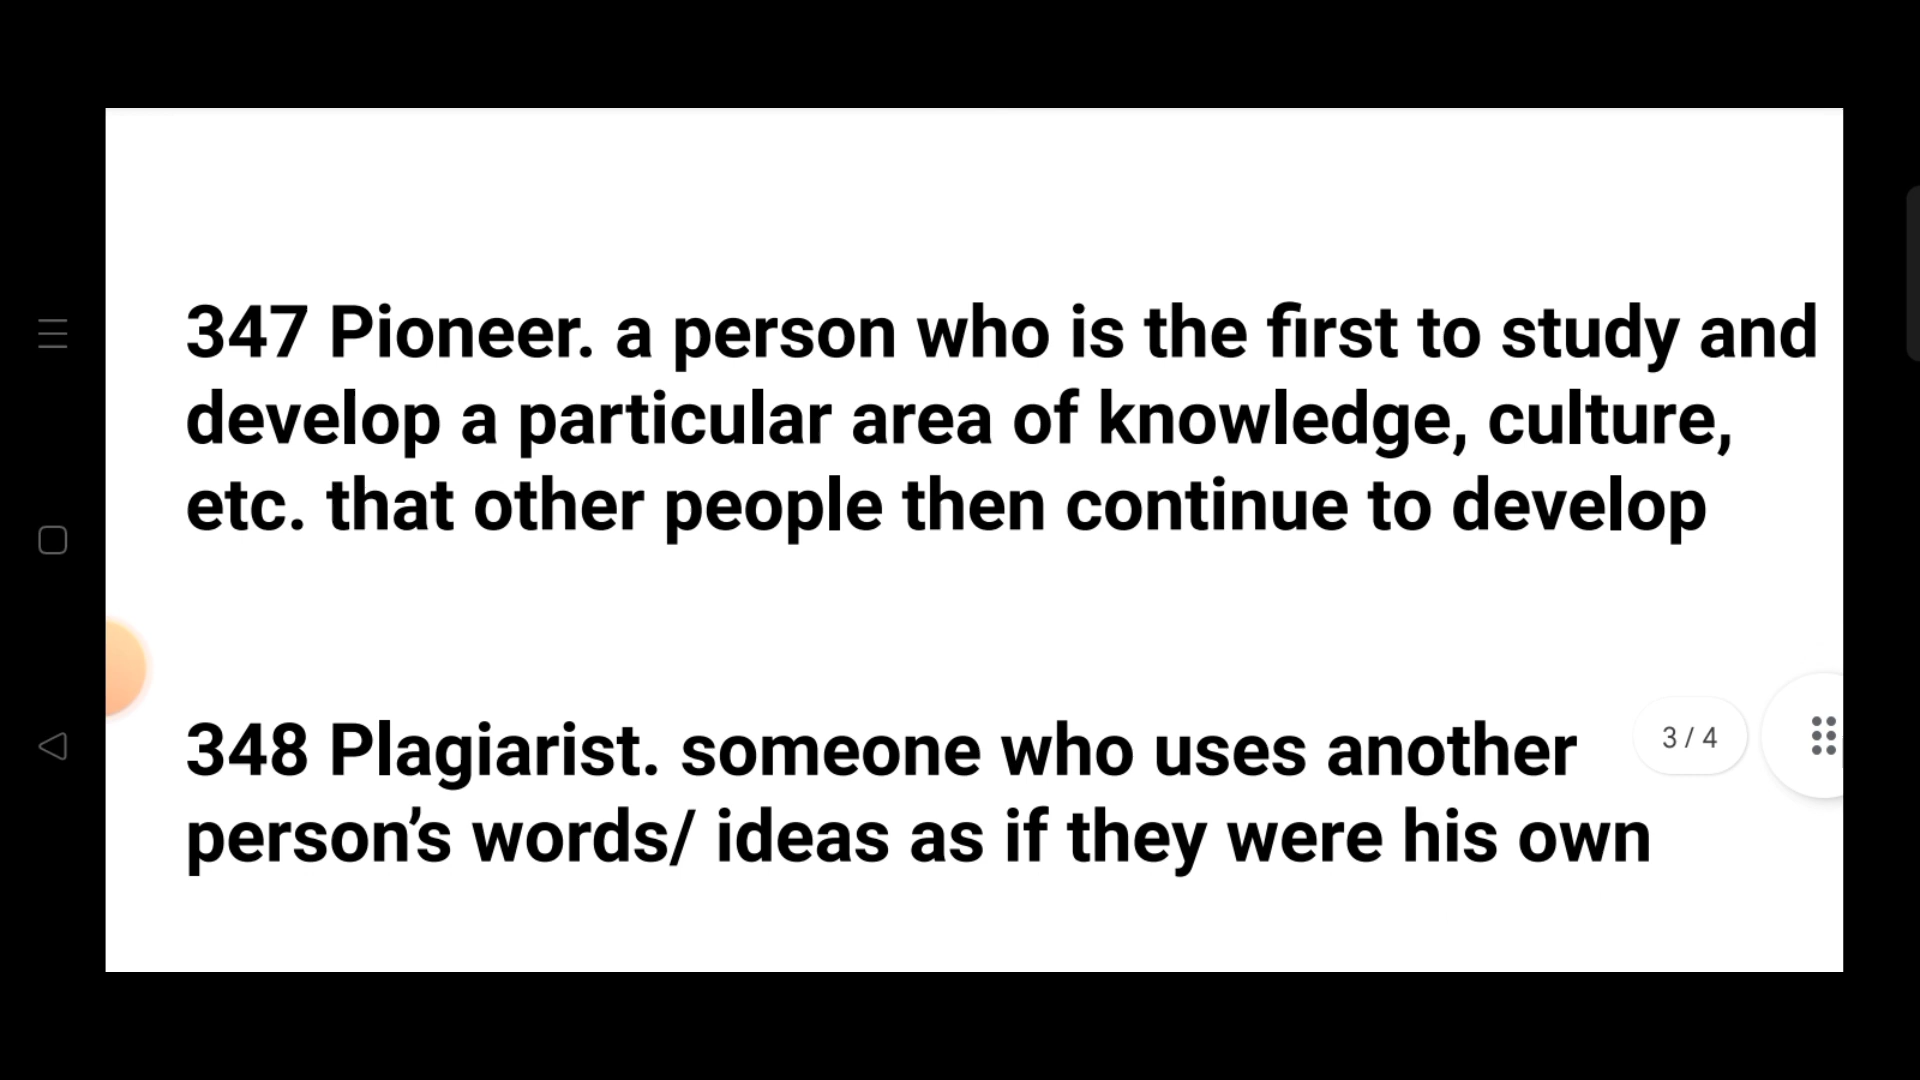 347 Pioneer. a person who is the first to study and
develop a particular area of knowledge, culture,
etc. that other people then continue to develop
348 Plagiarist. someone who uses another
person’s words/ ideas as if they were his own
3 / 4